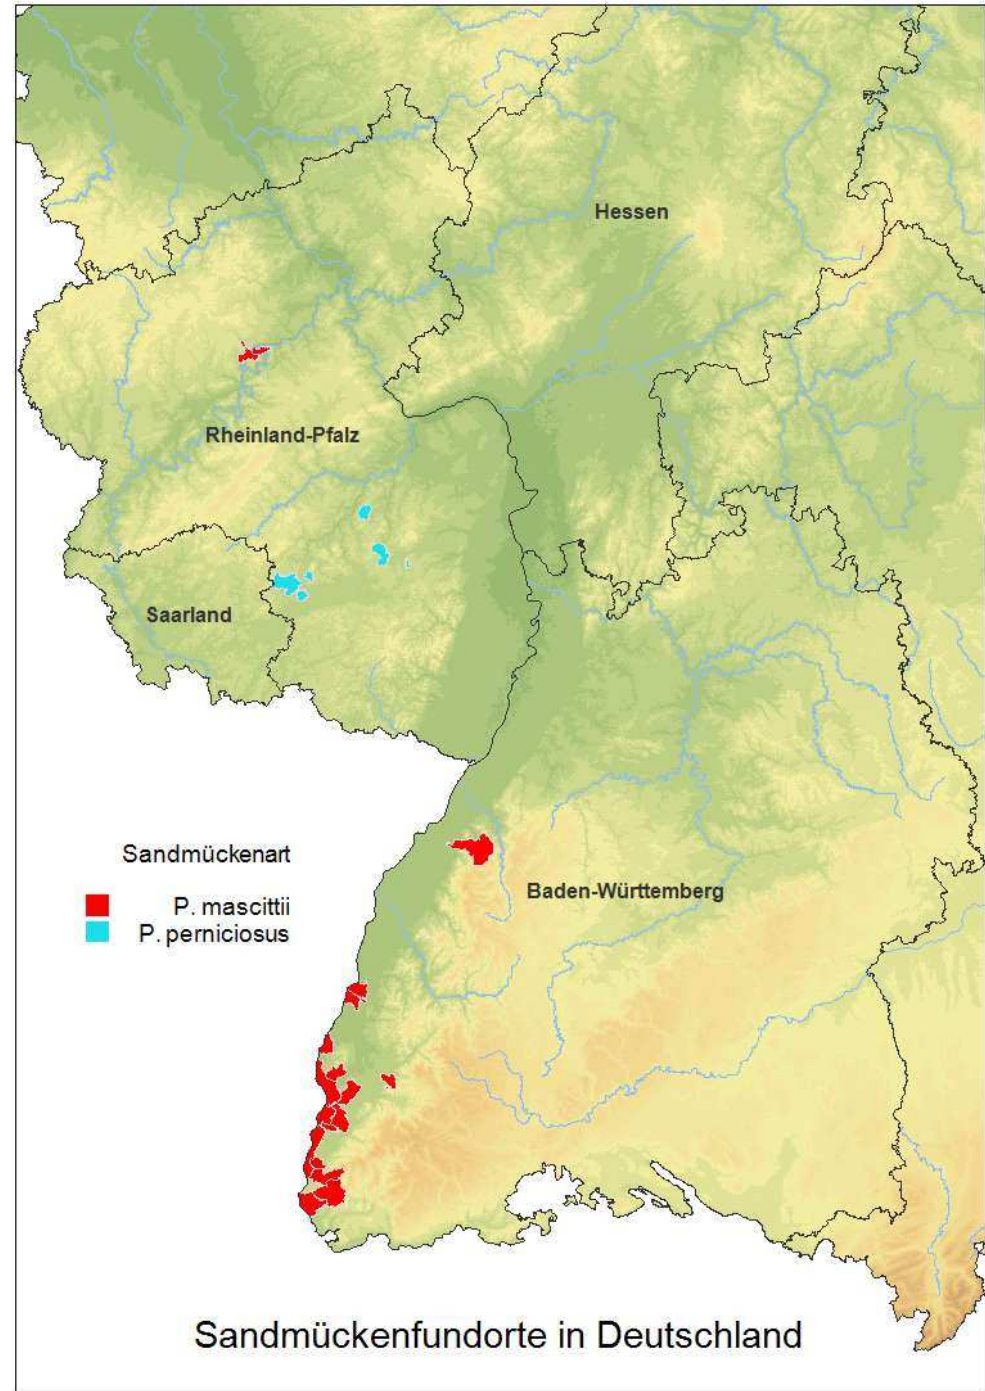 Hessen
Rheinland-Pfalz
Saarland
Sandmückenart
P. mascittii
P. perniciosus
Baden-Württemberg
Sandmückenfundorte in Deutschland